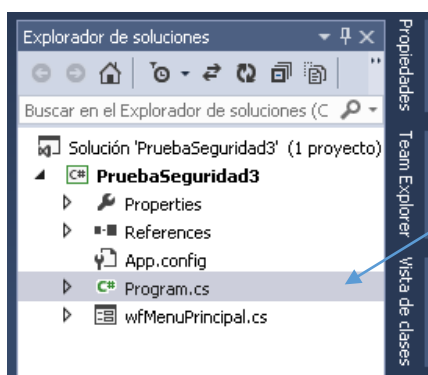 Explorador de soluciones
Buscar en el Explorador de soluciones (C
Solución 'PruebaSeguridad3' (1 proyecto)
C# PruebaSeguridad3
Properties
References
App.config
C# Program.cs
wfMenuPrincipal.cs
Propiedades
Team Explorer
Vista de clases